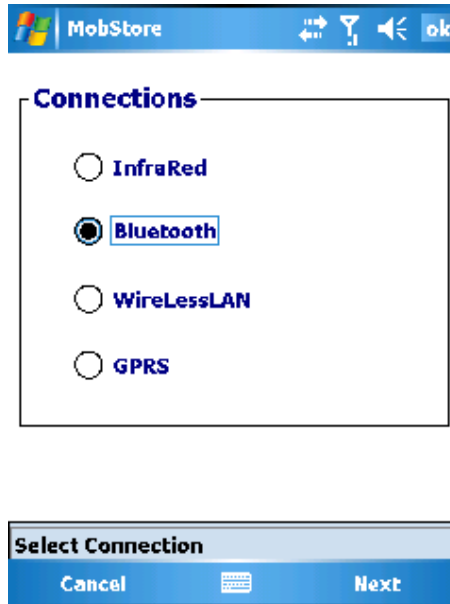 MobStore ok
Connections
InfraRed
Bluetooth
WireLessLAN
GPRS
Select Connection
Cancel Next